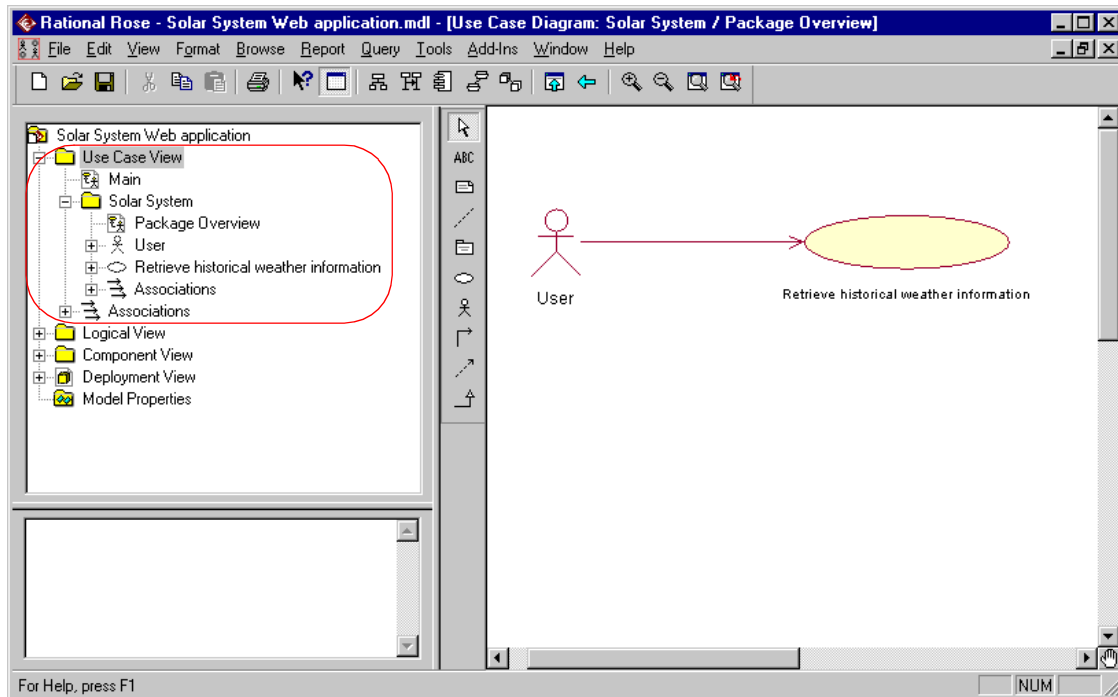 Rational Rose - Solar System Web application.mdl - [Use Case Diagram: Solar System / Package Overview]
File Edit View Format Browse Report Query Tools Add-Ins Window Help
Solar System Web application
Use Case View
Main
Solar System
Package Overview
User
Retrieve historical weather information
Associations
Associations
Logical View
Component View
Deployment View
Model Properties
ABC
User
Retrieve historical weather information
For Help, press F1
NUM